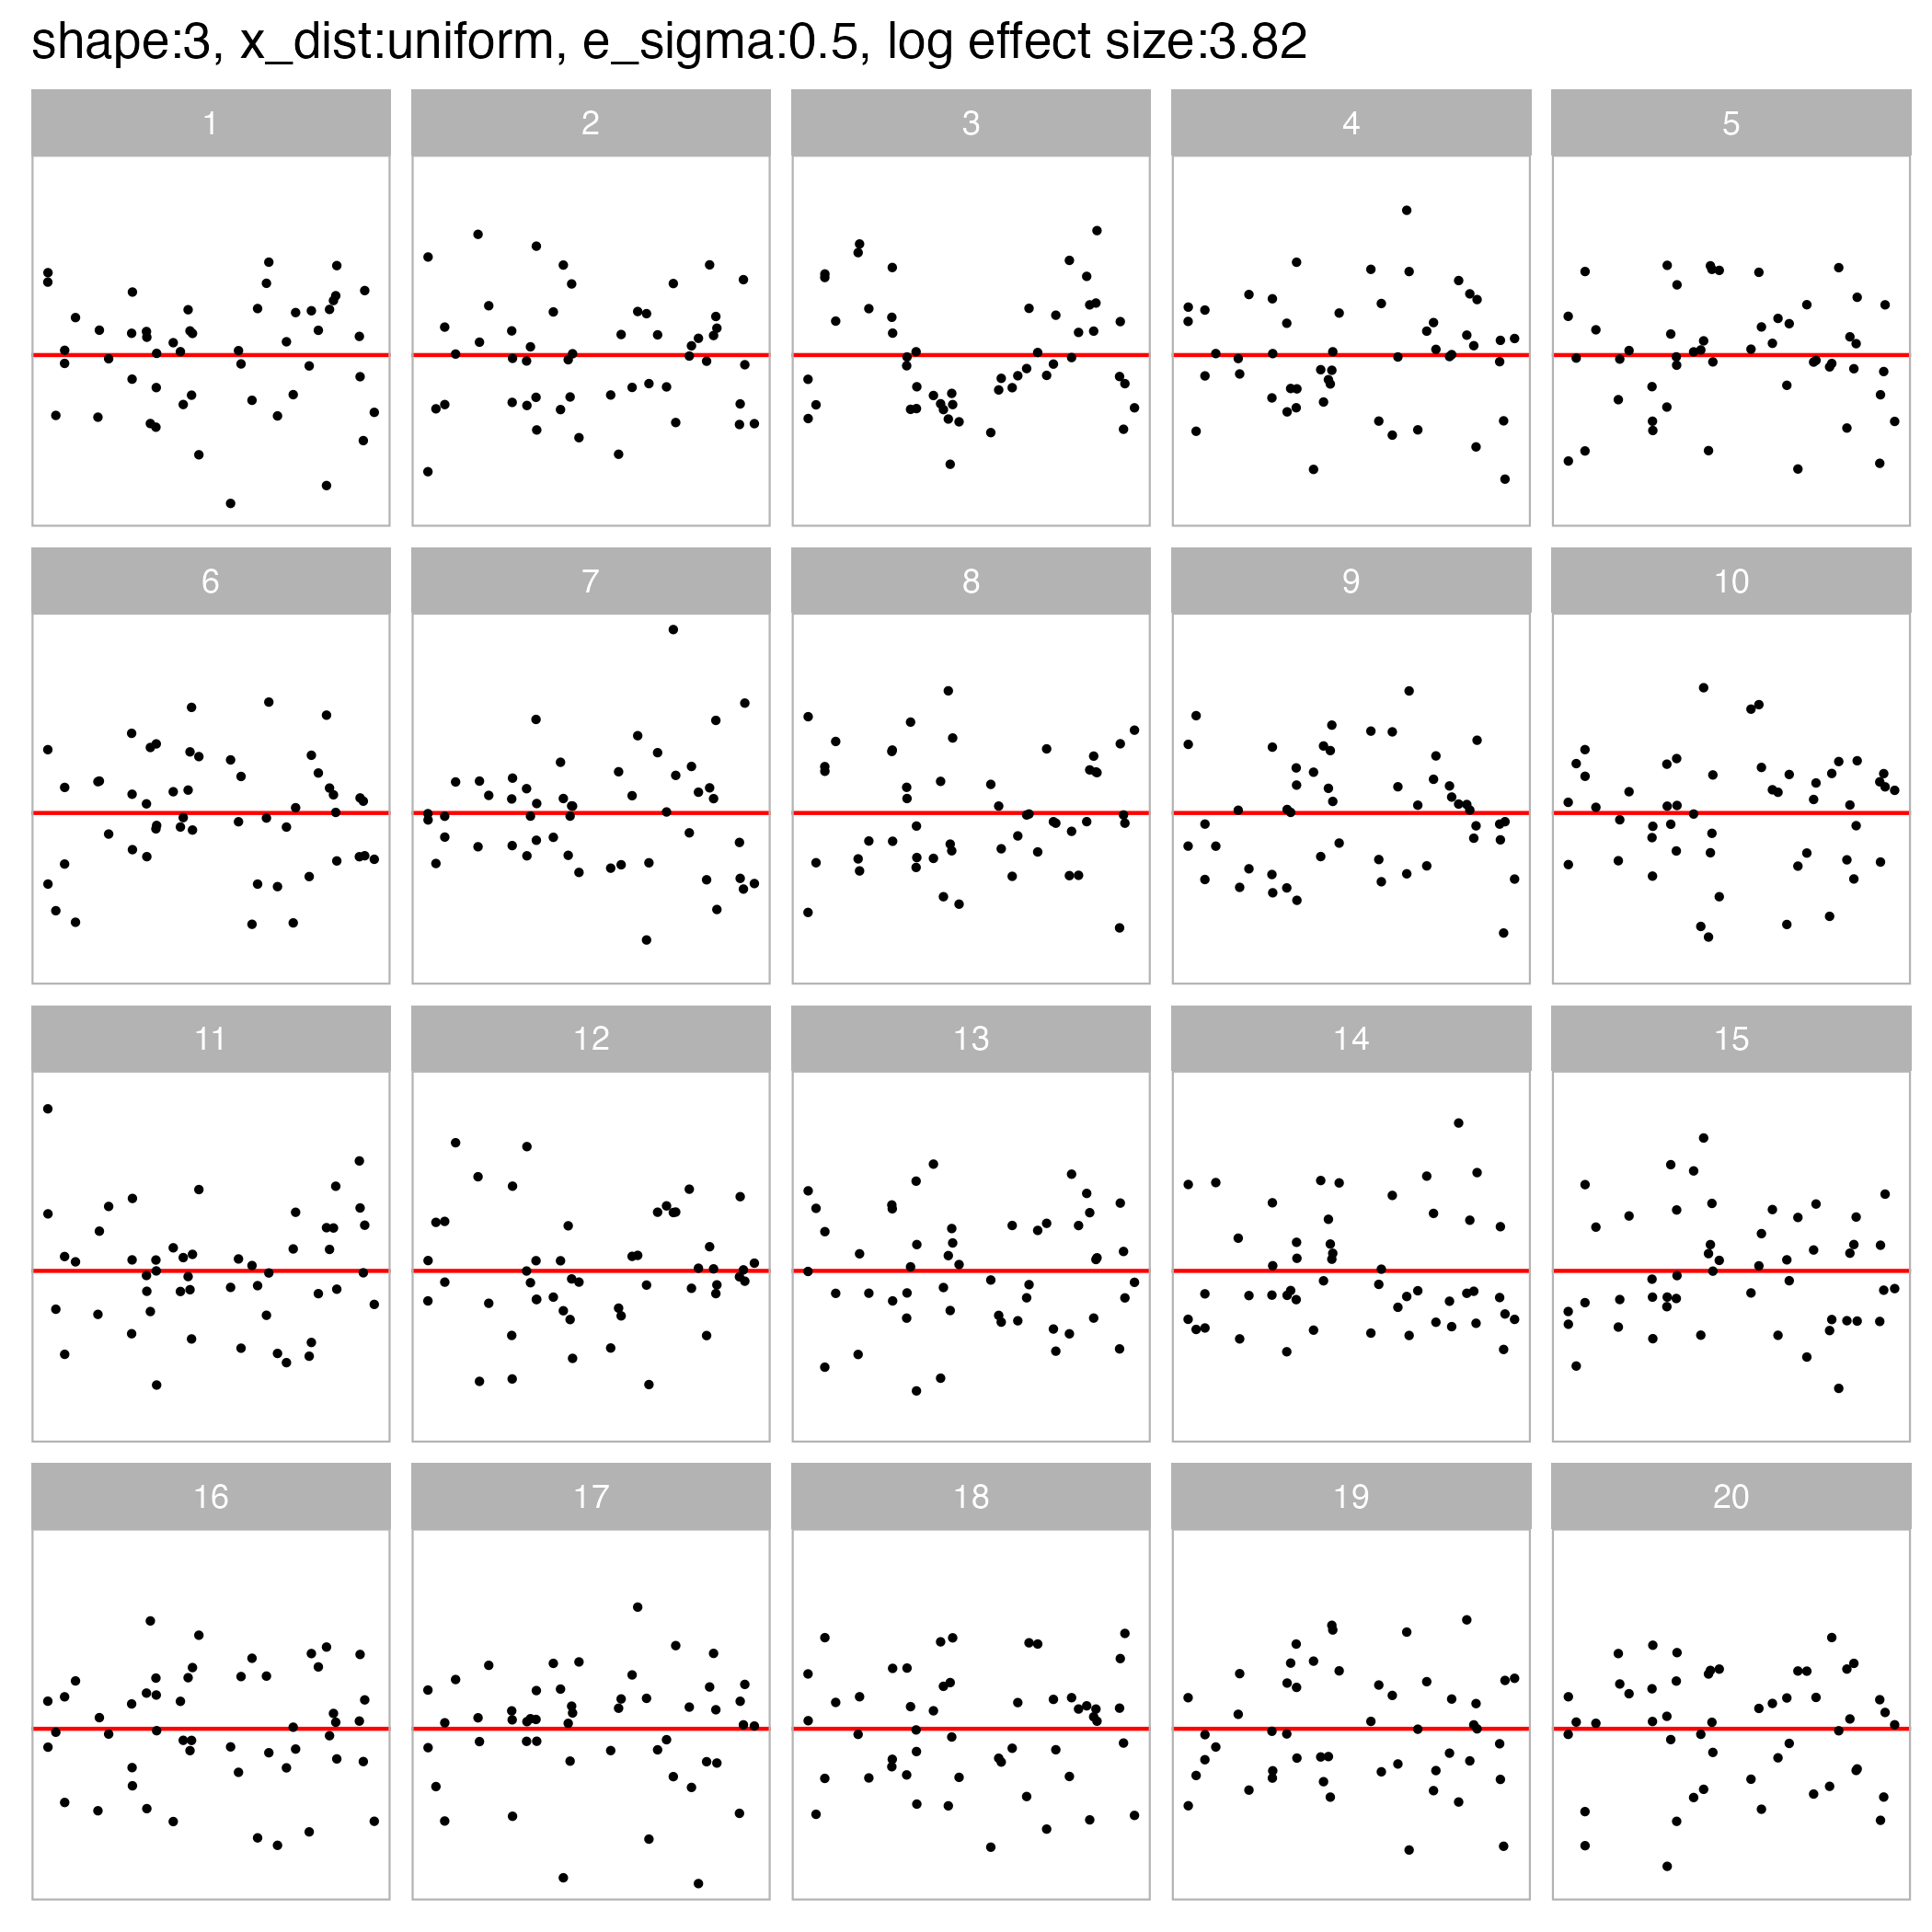 shape:3, x_dist:uniform, e_sigma:0.5, log effect size:3.82
1 2 3 4 5
6 7 8 9 10
11 12 13 14 15
16 17 18 19 20